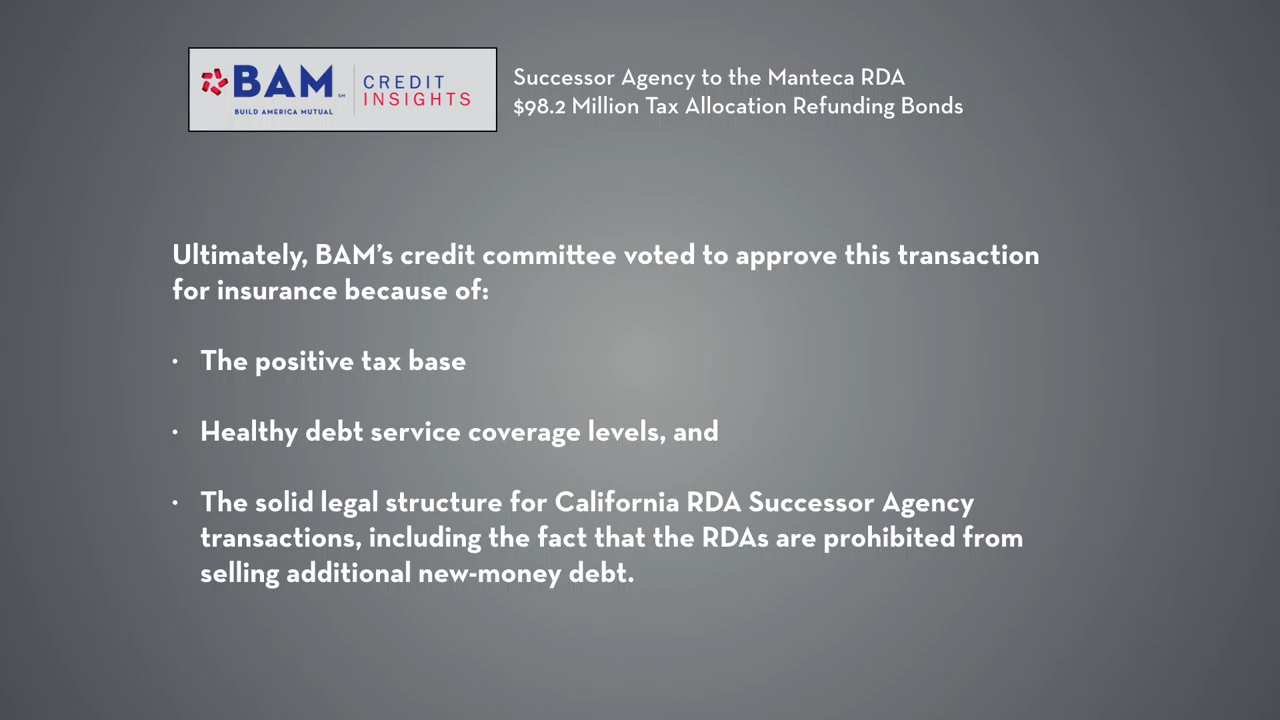 BAM SM
BUILD AMERICA MUTUAL
CREDIT
INSIGHTS
Successor Agency to the Manteca RDA
$98.2 Million Tax Allocation Refunding Bonds
Ultimately, BAM’s credit committee voted to approve this transaction
for insurance because of:
• The positive tax base
• Healthy debt service coverage levels, and
• The solid legal structure for California RDA Successor Agency
transactions, including the fact that the RDAs are prohibited from
selling additional new-money debt.